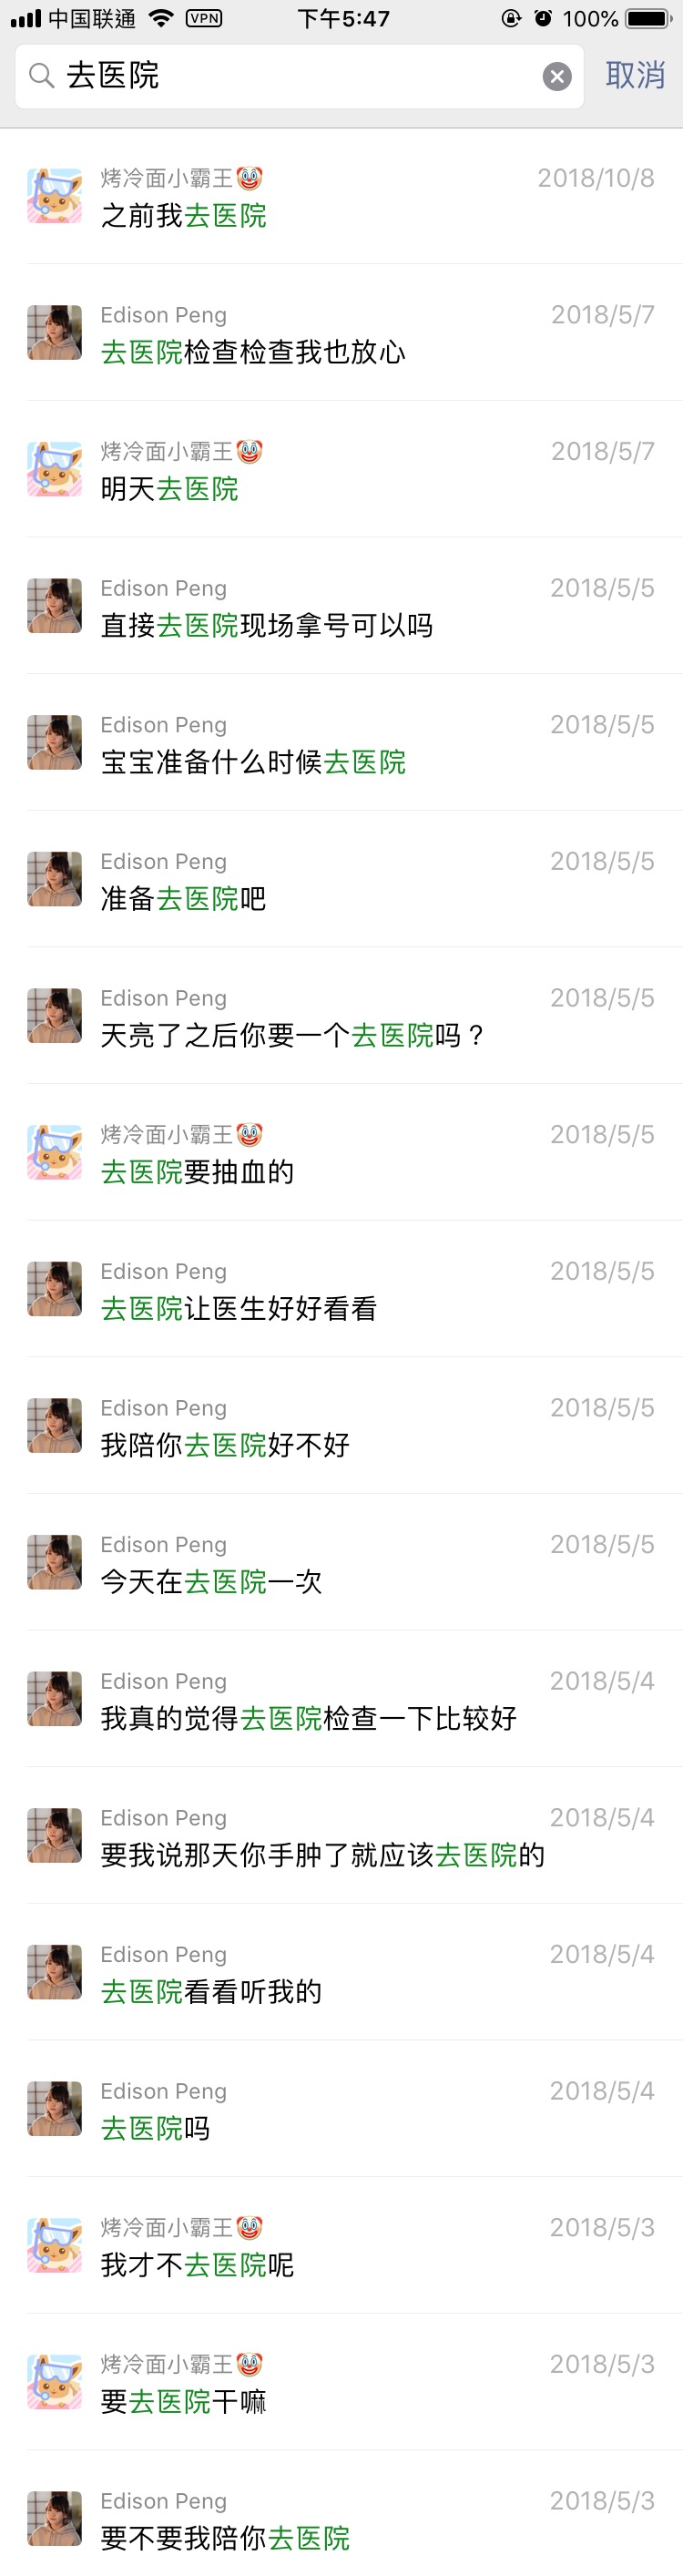 中国联通 VPN 下午5:47 100%
去医院 取消
烤冷面小霸王🤡 2018/10/8
之前我去医院
Edison Peng 2018/5/7
去医院检查检查我也放心
烤冷面小霸王🤡 2018/5/7
明天去医院
Edison Peng 2018/5/5
直接去医院现场拿号可以吗
Edison Peng 2018/5/5
宝宝准备什么时候去医院
Edison Peng 2018/5/5
准备去医院吧
Edison Peng 2018/5/5
天亮了之后你要一个去医院吗？
烤冷面小霸王🤡 2018/5/5
去医院要抽血的
Edison Peng 2018/5/5
去医院让医生好好看看
Edison Peng 2018/5/5
我陪你去医院好不好
Edison Peng 2018/5/5
今天在去医院一次
Edison Peng 2018/5/4
我真的觉得去医院检查一下比较好
Edison Peng 2018/5/4
要我说那天你手肿了就应该去医院的
Edison Peng 2018/5/4
去医院看看听我的
Edison Peng 2018/5/4
去医院吗
烤冷面小霸王🤡 2018/5/3
我才不去医院呢
烤冷面小霸王🤡 2018/5/3
要去医院干嘛
Edison Peng 2018/5/3
要不要我陪你去医院